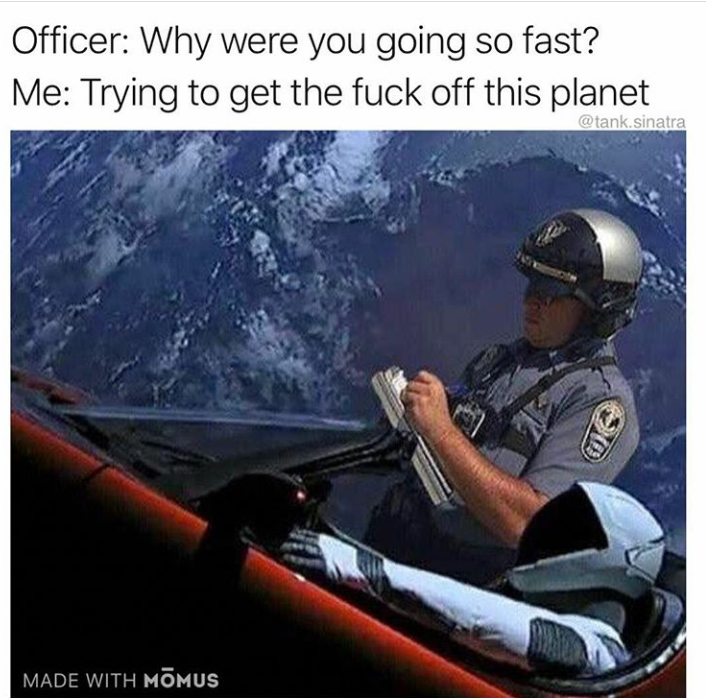 Officer: Why were you going so fast?
Me: Trying to get the fuck off this planet
@tank.sinatra
MADE WITH MŌMUS